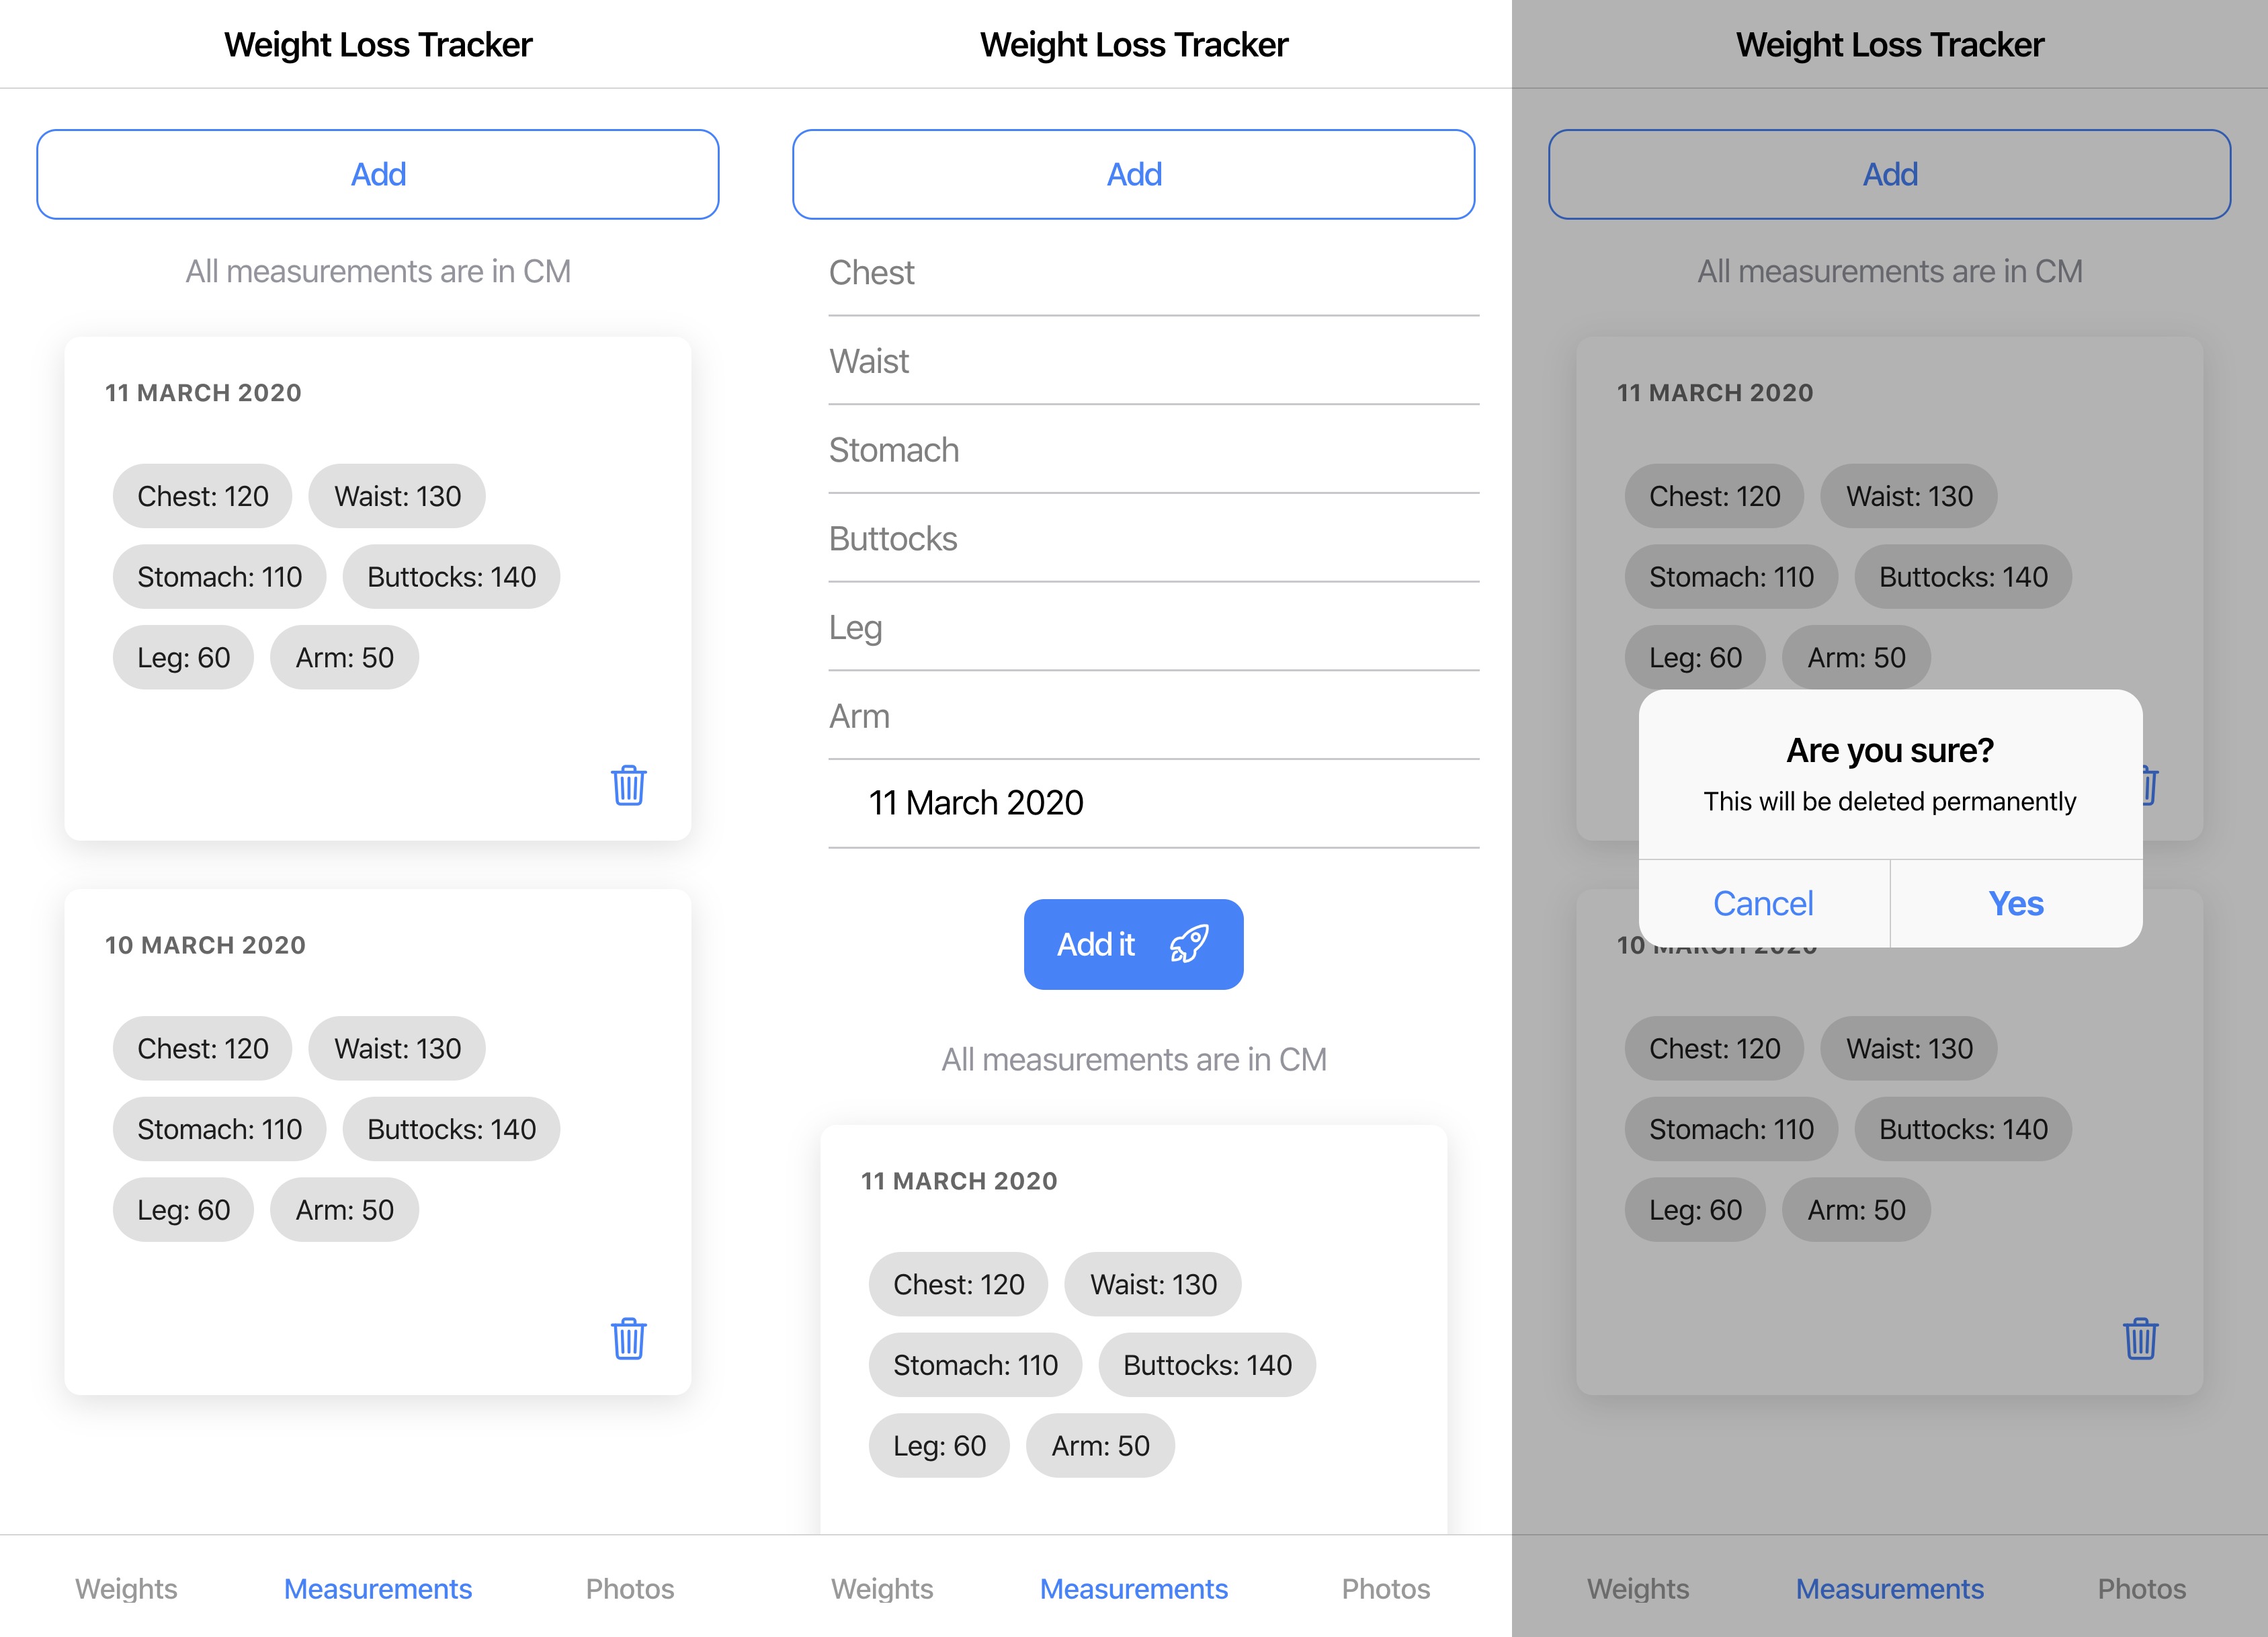 Weight Loss Tracker
Add
All measurements are in CM
11 MARCH 2020
Chest: 120 Waist: 130
Stomach: 110 Buttocks: 140
Leg: 60 Arm: 50
10 MARCH 2020
Chest: 120 Waist: 130
Stomach: 110 Buttocks: 140
Leg: 60 Arm: 50
Weights Measurements Photos
Weight Loss Tracker
Add
Chest
Waist
Stomach
Buttocks
Leg
Arm
11 March 2020
Add it
All measurements are in CM
11 MARCH 2020
Chest: 120 Waist: 130
Stomach: 110 Buttocks: 140
Leg: 60 Arm: 50
Weights Measurements Photos
Weight Loss Tracker
Add
All measurements are in CM
11 MARCH 2020
Chest: 120 Waist: 130
Stomach: 110 Buttocks: 140
Leg: 60 Arm: 50
Are you sure?
This will be deleted permanently
Cancel Yes
10 MARCH 2020
Chest: 120 Waist: 130
Stomach: 110 Buttocks: 140
Leg: 60 Arm: 50
Weights Measurements Photos